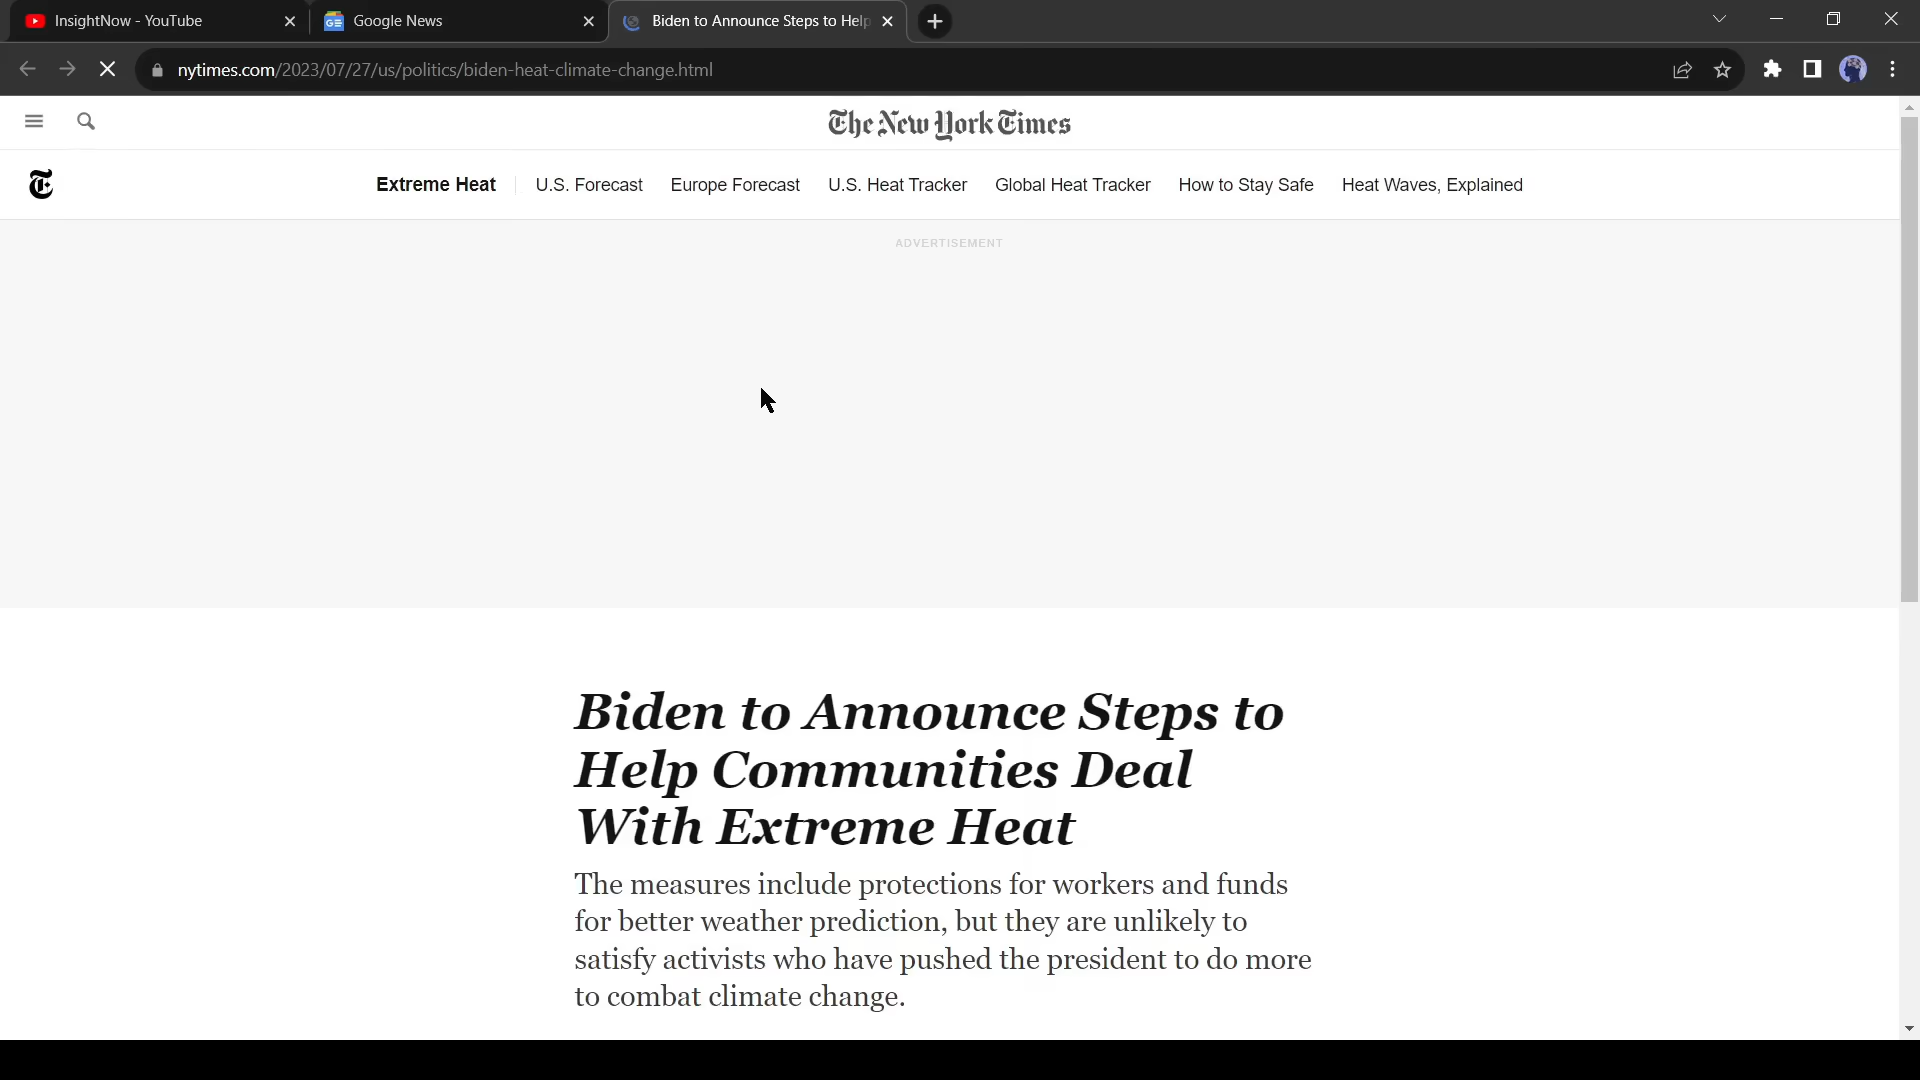 InsightNow - YouTube
Google News
Biden to Announce Steps to Help
nytimes.com/2023/07/27/us/politics/biden-heat-climate-change.html
The New York Times
Extreme Heat
U.S. Forecast
Europe Forecast
U.S. Heat Tracker
Global Heat Tracker
How to Stay Safe
Heat Waves, Explained
ADVERTISEMENT
Biden to Announce Steps to
Help Communities Deal
With Extreme Heat
The measures include protections for workers and funds
for better weather prediction, but they are unlikely to
satisfy activists who have pushed the president to do more
to combat climate change.